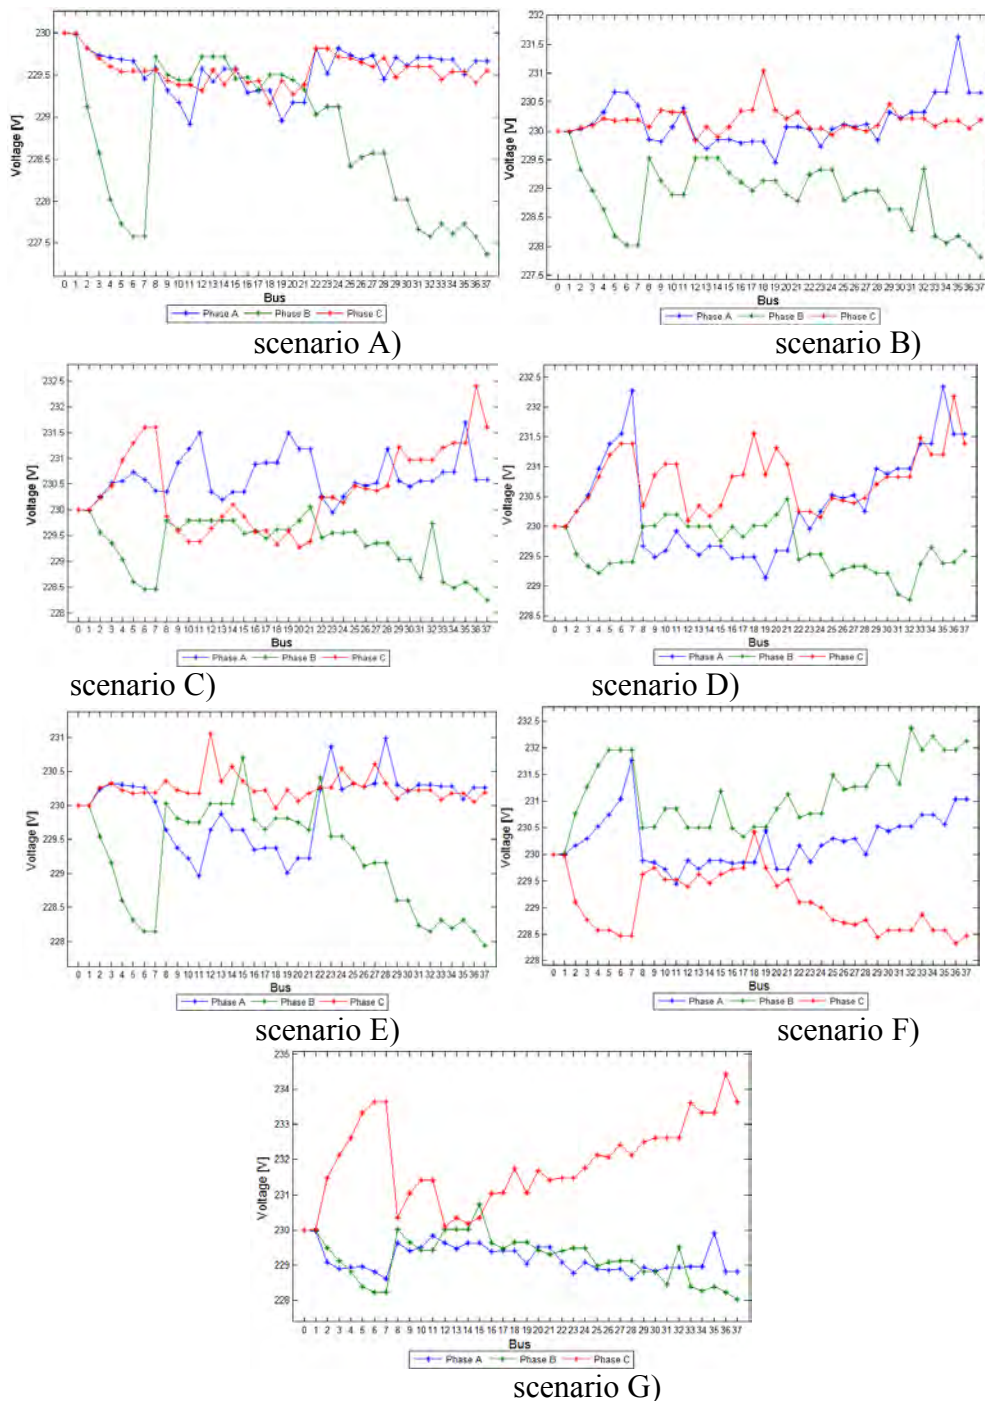 232
230
231.5
229.5
231
230.5
229
230
228.5
229.5
228
229
228.5
227.5
228
227.5
Voltage [V]
Voltage [V]
0 1 2 3 4 5 6 7 8 9 10 11 12 13 14 15 16 17 18 19 20 21 22 23 24 25 26 27 28 29 30 31 32 33 34 35 36 37
0 1 2 3 4 5 6 7 8 9 10 11 12 13 14 15 16 17 18 19 20 21 22 23 24 25 26 27 28 29 30 31 32 33 34 35 36 37
Bus
Bus
Phase A Phase B Phase C
Phase A Phase B Phase C
scenario A)
scenario B)
232.5
232
231.5
231
230.5
230
229.5
229
228.5
228
Voltage [V]
0 1 2 3 4 5 6 7 8 9 10 11 12 13 14 15 16 17 18 19 20 21 22 23 24 25 26 27 28 29 30 31 32 33 34 35 36 37
Bus
Phase A Phase B Phase C
scenario C)
232.5
232
231.5
231
230.5
230
229.5
229
228.5
Voltage [V]
0 1 2 3 4 5 6 7 8 9 10 11 12 13 14 15 16 17 18 19 20 21 22 23 24 25 26 27 28 29 30 31 32 33 34 35 36 37
Bus
Phase A Phase B Phase C
scenario D)
231
230.5
230
229.5
229
228.5
228
Voltage [V]
0 1 2 3 4 5 6 7 8 9 10 11 12 13 14 15 16 17 18 19 20 21 22 23 24 25 26 27 28 29 30 31 32 33 34 35 36 37
Bus
Phase A Phase B Phase C
scenario E)
232.5
232
231.5
231
230.5
230
229.5
229
228.5
228
Voltage [V]
0 1 2 3 4 5 6 7 8 9 10 11 12 13 14 15 16 17 18 19 20 21 22 23 24 25 26 27 28 29 30 31 32 33 34 35 36 37
Bus
Phase A Phase B Phase C
scenario F)
235
234
233
232
231
230
229
228
Voltage [V]
0 1 2 3 4 5 6 7 8 9 10 11 12 13 14 15 16 17 18 19 20 21 22 23 24 25 26 27 28 29 30 31 32 33 34 35 36 37
Bus
Phase A Phase B Phase C
scenario G)